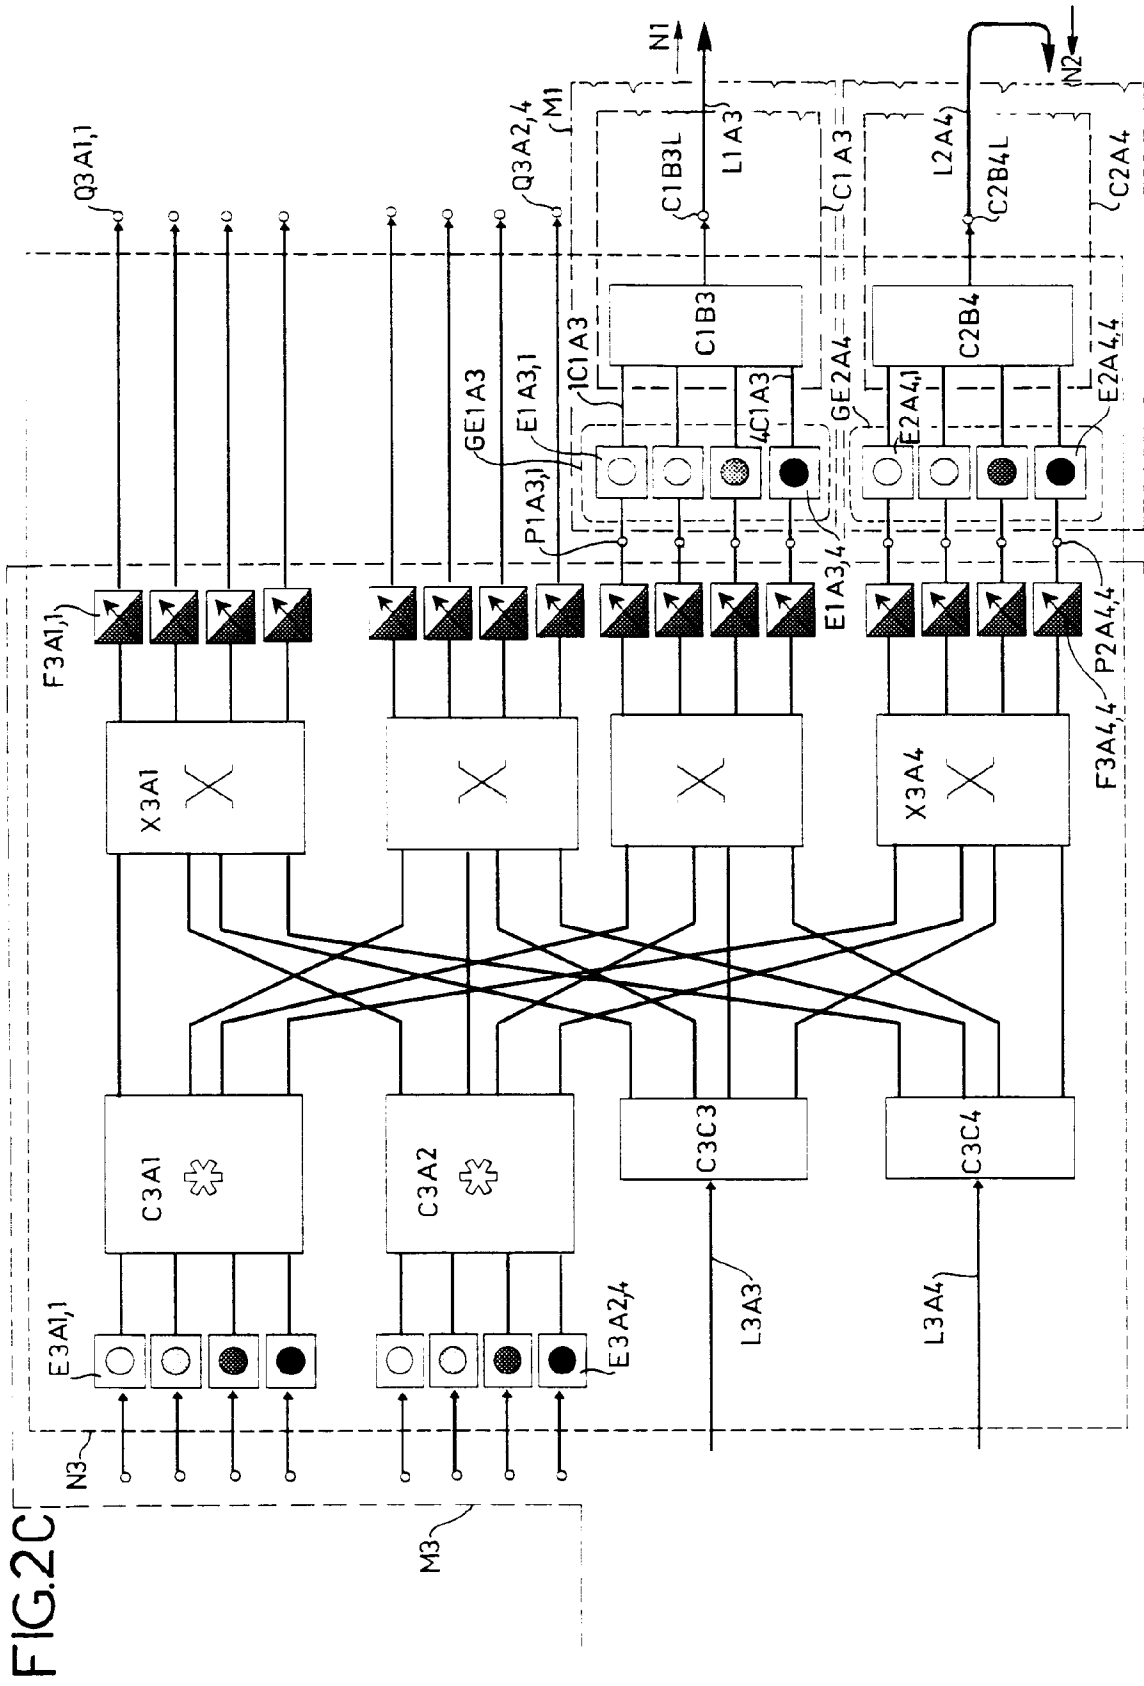 FIG.2C
N3
M3
E3A1,1
E3A2,4
L3A3
L3A4
C3A1
C3A2
C3C3
C3C4
X3A1
X3A4
F3A1,1
F3A4,4
P1A3,1
P2A4,4
E1A3,4
GE1A3
E1A3,1
1C1A3
4C1A3
GE2A4
E2A4,1
E2A4,4
C1B3
C2B4
Q3A1,1
Q3A2,4
M1
C1B3L
L1A3
C1A3
L2A4
C2B4L
C2A4
N1
N2